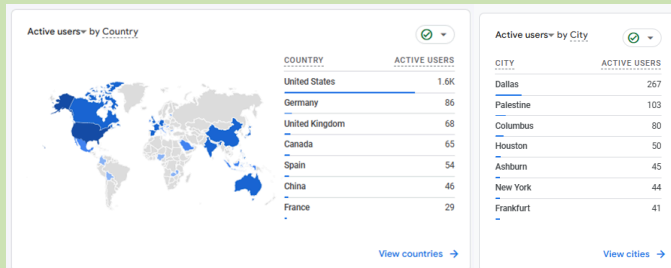 Active users by Country
COUNTRY ACTIVE USERS
United States 1.6K
Germany 86
United Kingdom 68
Canada 65
Spain 54
China 46
France 29
View countries →
Active users by City
CITY ACTIVE USERS
Dallas 267
Palestine 103
Columbus 80
Houston 50
Ashburn 45
New York 44
Frankfurt 41
View cities →